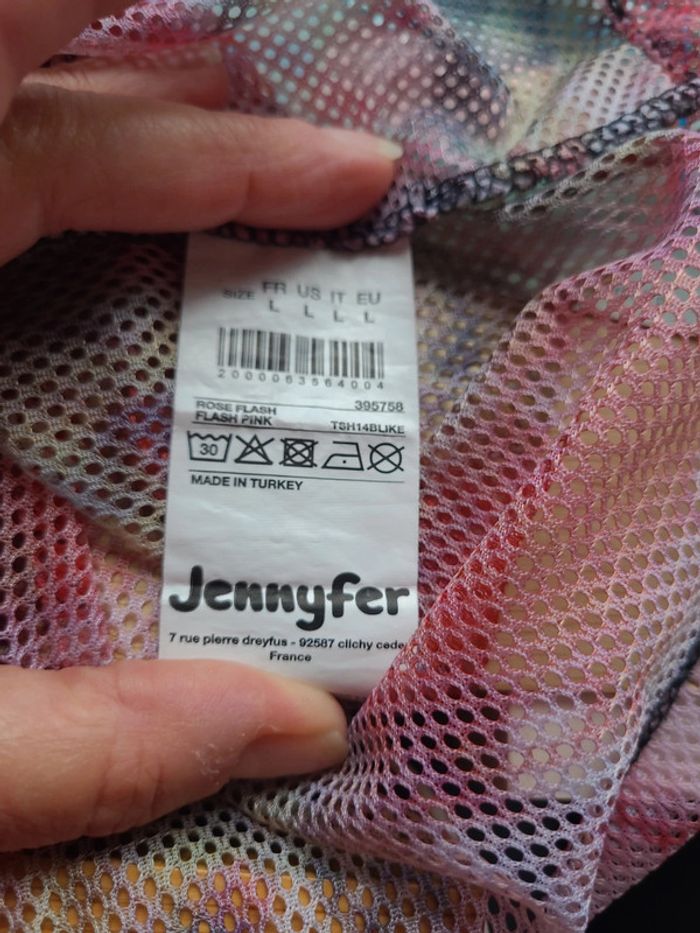 SIZE FR US IT EU
L L L L
2000063564004
ROSE FLASH 395758
FLASH PINK TSH14BLIKE
30
MADE IN TURKEY
Jennyfer
7 rue pierre dreyfus - 92587 clichy cede
France